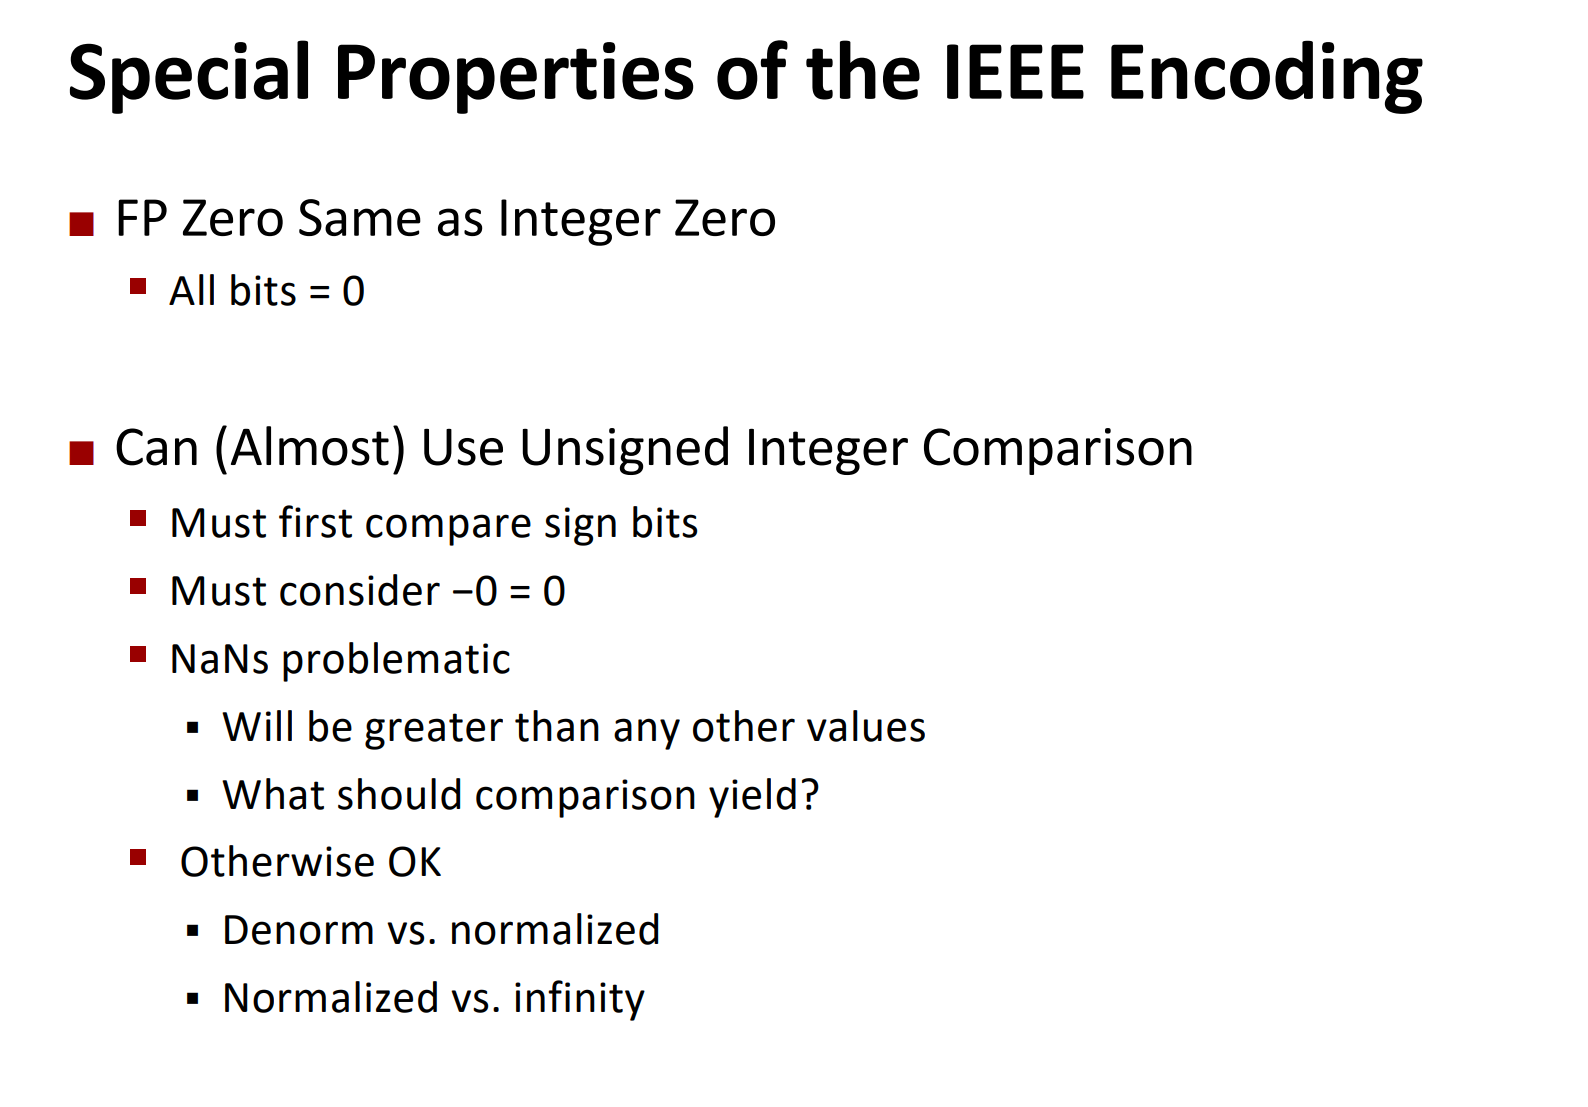 Special Properties of the IEEE Encoding
FP Zero Same as Integer Zero
All bits = 0
Can (Almost) Use Unsigned Integer Comparison
Must first compare sign bits
Must consider −0 = 0
NaNs problematic
Will be greater than any other values
What should comparison yield?
Otherwise OK
Denorm vs. normalized
Normalized vs. infinity